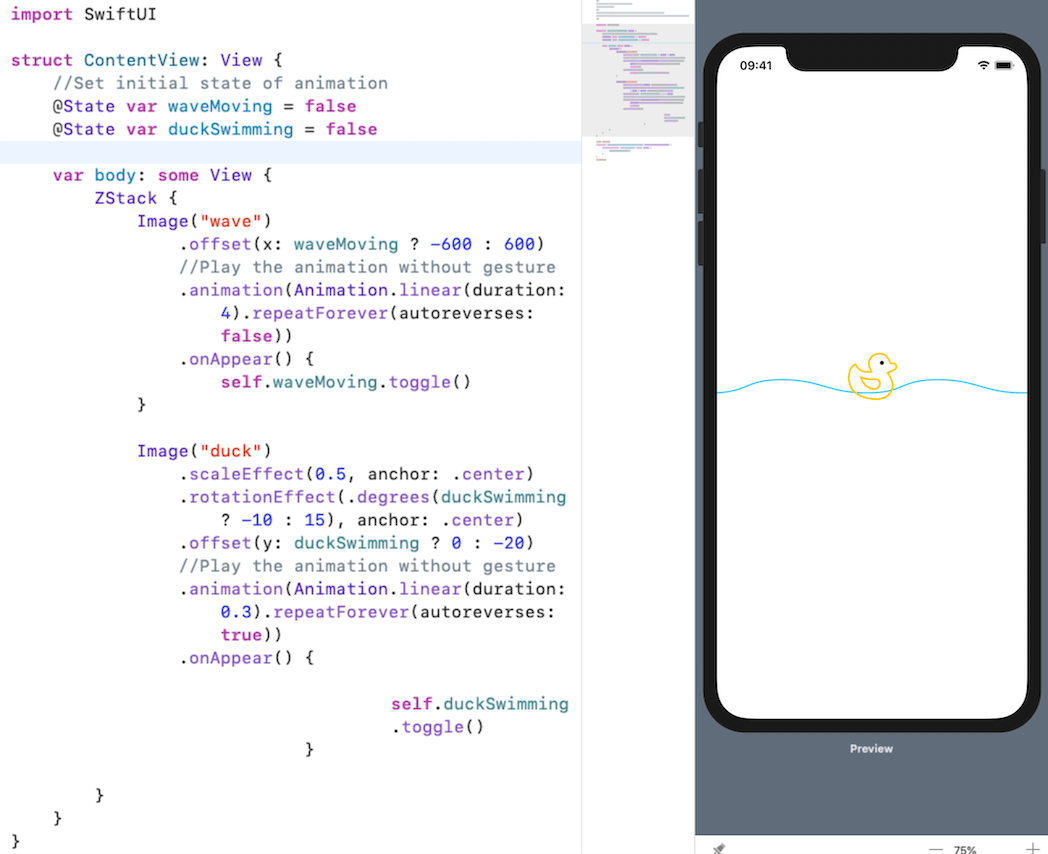 import SwiftUI
struct ContentView: View {
//Set initial state of animation
@State var waveMoving = false
@State var duckSwimming = false
var body: some View {
ZStack {
Image("wave")
.offset(x: waveMoving ? -600 : 600)
//Play the animation without gesture
.animation(Animation.linear(duration:
4).repeatForever(autoreverses:
false))
.onAppear() {
self.waveMoving.toggle()
}
Image("duck")
.scaleEffect(0.5, anchor: .center)
.rotationEffect(.degrees(duckSwimming
? -10 : 15), anchor: .center)
.offset(y: duckSwimming ? 0 : -20)
//Play the animation without gesture
.animation(Animation.linear(duration:
0.3).repeatForever(autoreverses:
true))
.onAppear() {
self.duckSwimming
.toggle()
}
}
}
}
09:41
Preview
75%